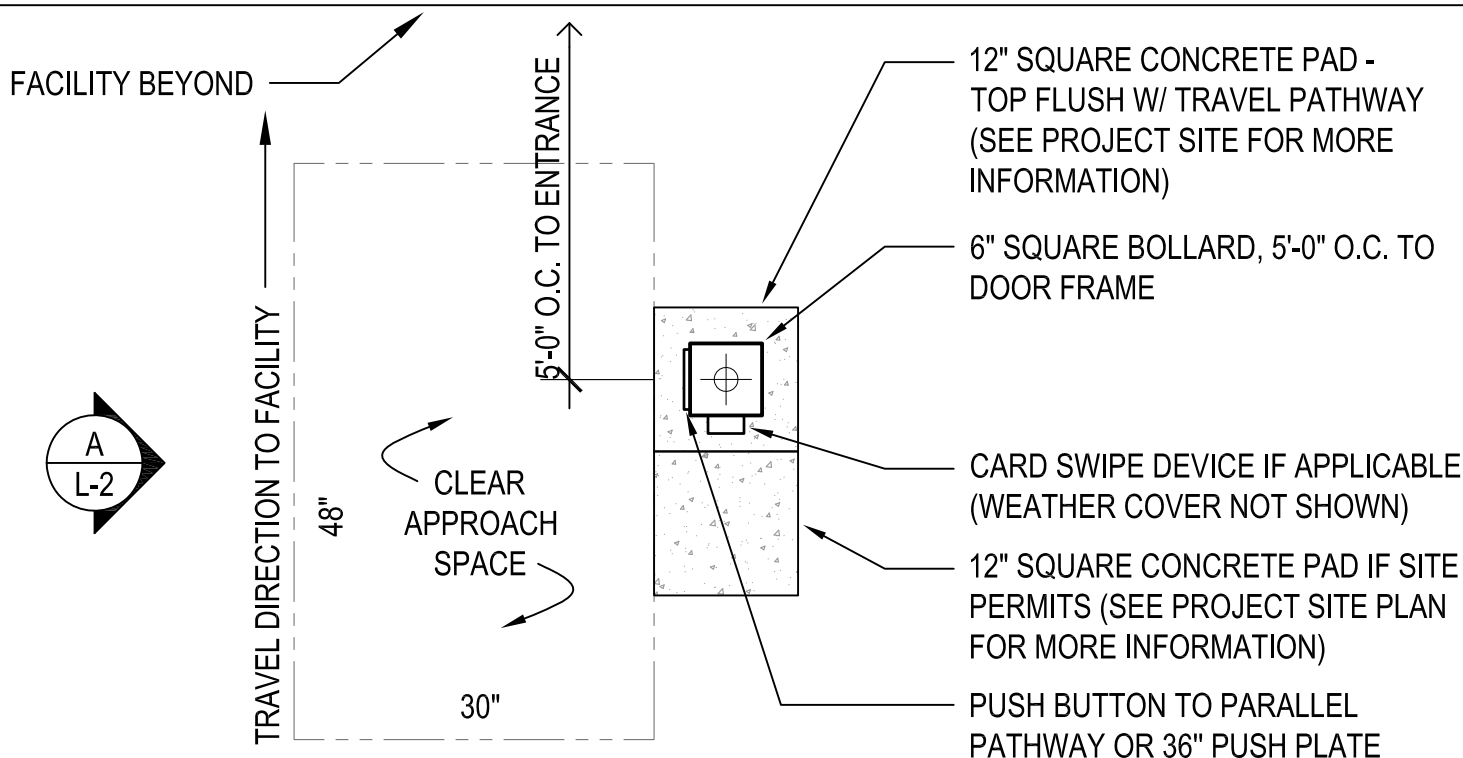 FACILITY BEYOND
TRAVEL DIRECTION TO FACILITY
5'-0" O.C. TO ENTRANCE
A
L-2
48"
CLEAR
APPROACH
SPACE
30"
12" SQUARE CONCRETE PAD -
TOP FLUSH W/ TRAVEL PATHWAY
(SEE PROJECT SITE FOR MORE
INFORMATION)
6" SQUARE BOLLARD, 5'-0" O.C. TO
DOOR FRAME
CARD SWIPE DEVICE IF APPLICABLE
(WEATHER COVER NOT SHOWN)
12" SQUARE CONCRETE PAD IF SITE
PERMITS (SEE PROJECT SITE PLAN
FOR MORE INFORMATION)
PUSH BUTTON TO PARALLEL
PATHWAY OR 36" PUSH PLATE